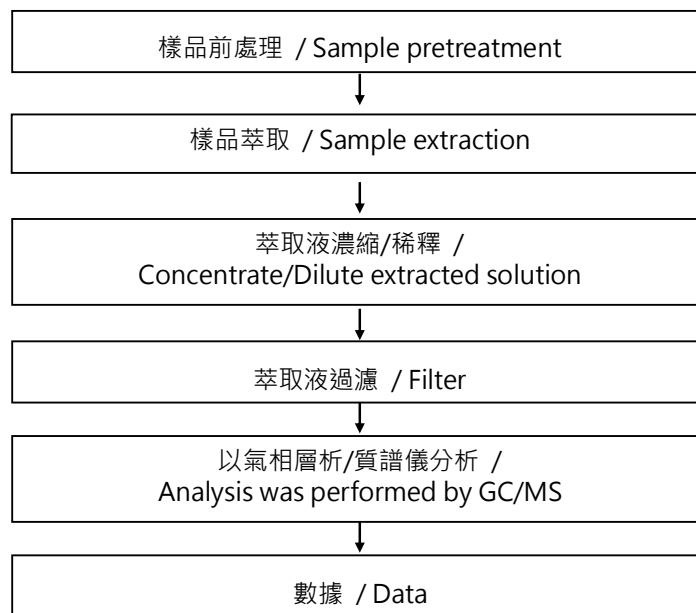 樣品前處理 / Sample pretreatment
樣品萃取 / Sample extraction
萃取液濃縮/稀釋 /
Concentrate/Dilute extracted solution
萃取液過濾 / Filter
以氣相層析/質譜儀分析 /
Analysis was performed by GC/MS
數據 / Data